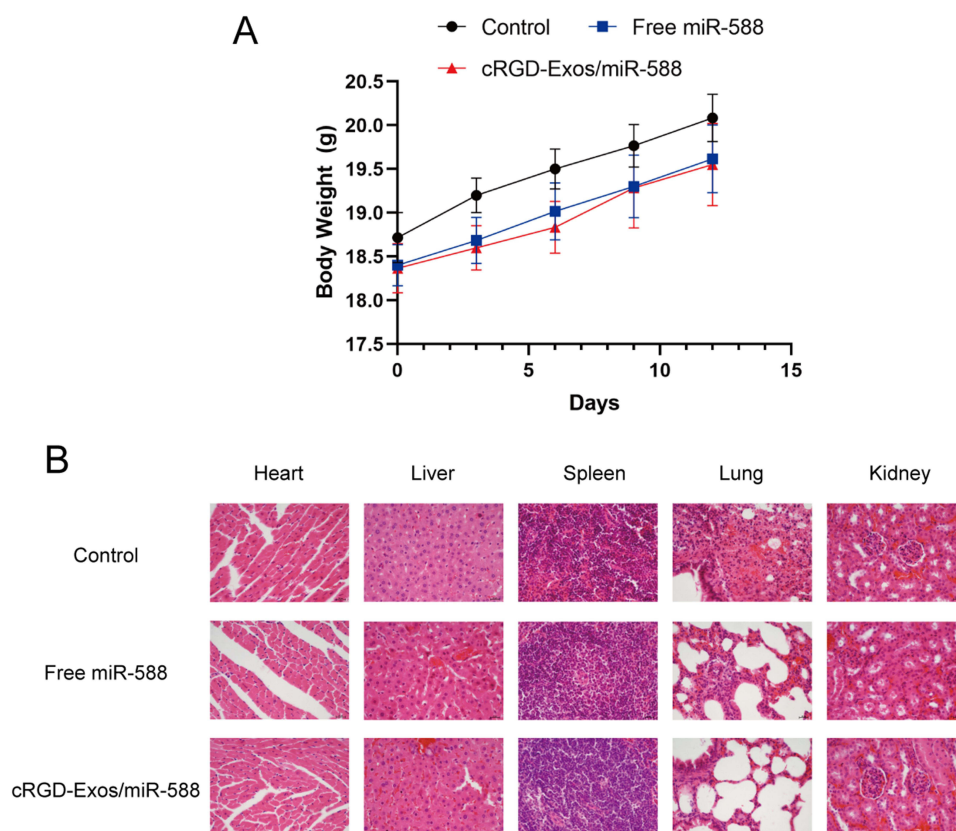 A
Control
Free miR-588
cRGD-Exos/miR-588
20.5
20.0
19.5
19.0
18.5
18.0
17.5
Body Weight (g)
0
5
10
15
Days
B
Heart
Liver
Spleen
Lung
Kidney
Control
Free miR-588
cRGD-Exos/miR-588